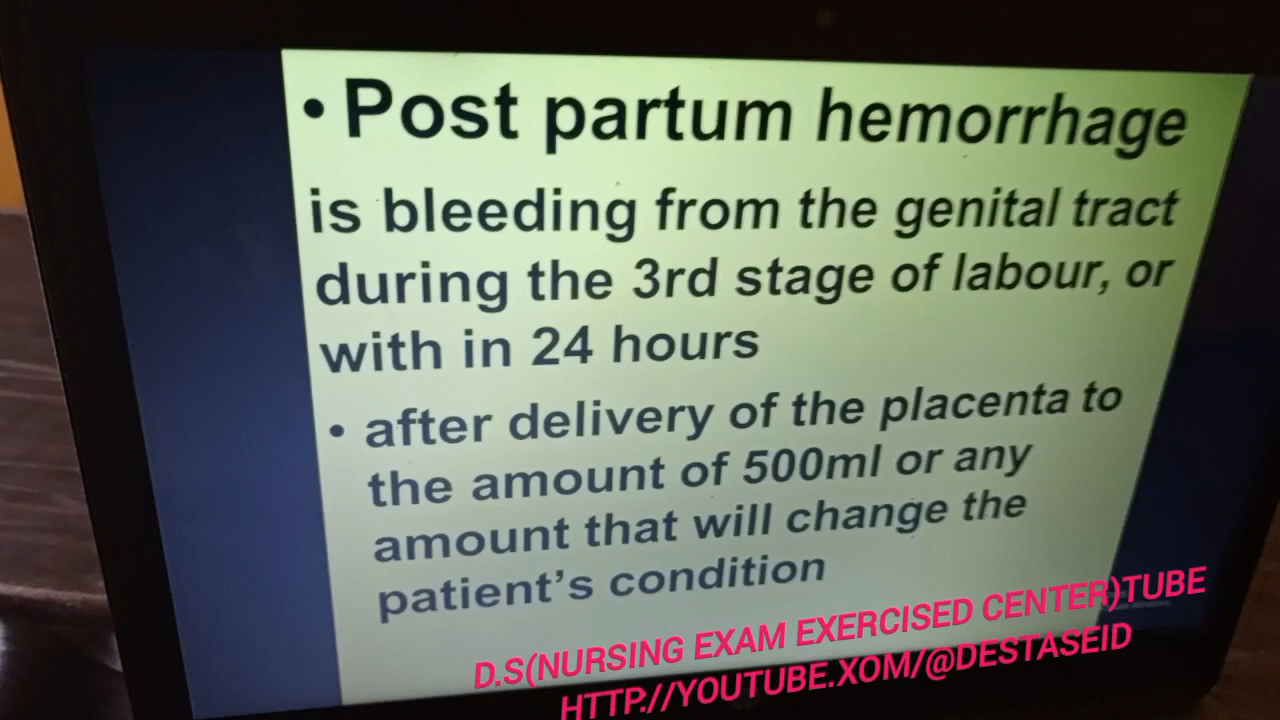 • Post partum hemorrhage
is bleeding from the genital tract
during the 3rd stage of labour, or
with in 24 hours
• after delivery of the placenta to
the amount of 500ml or any
amount that will change the
patient's condition
D.S(NURSING EXAM EXERCISED CENTER)TUBE
HTTP.//YOUTUBE.XOM/@DESTASEID